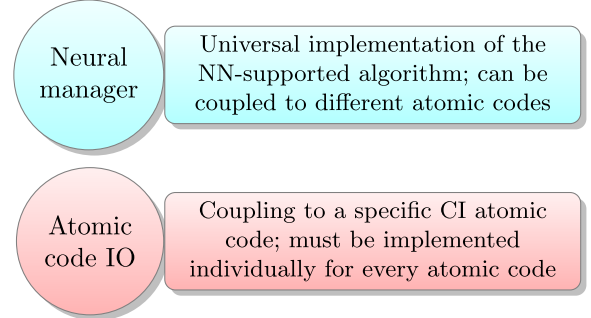 Neural
manager
Universal implementation of the
NN-supported algorithm; can be
coupled to different atomic codes
Atomic
code IO
Coupling to a specific CI atomic
code; must be implemented
individually for every atomic code